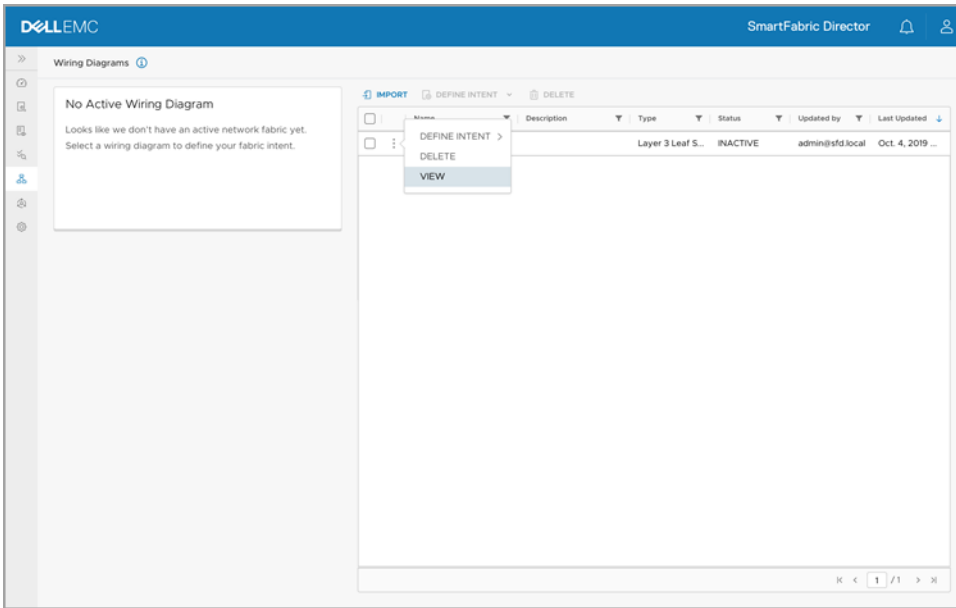 DELLEMC
SmartFabric Director
Wiring Diagrams
No Active Wiring Diagram
Looks like we don't have an active network fabric yet.
Select a wiring diagram to define your fabric intent.
IMPORT DEFINE INTENT DELETE
Name Description Type Status Updated by Last Updated
Layer 3 Leaf S... INACTIVE admin@sfd.local Oct. 4, 2019 ...
DEFINE INTENT >
DELETE
VIEW
1 /1